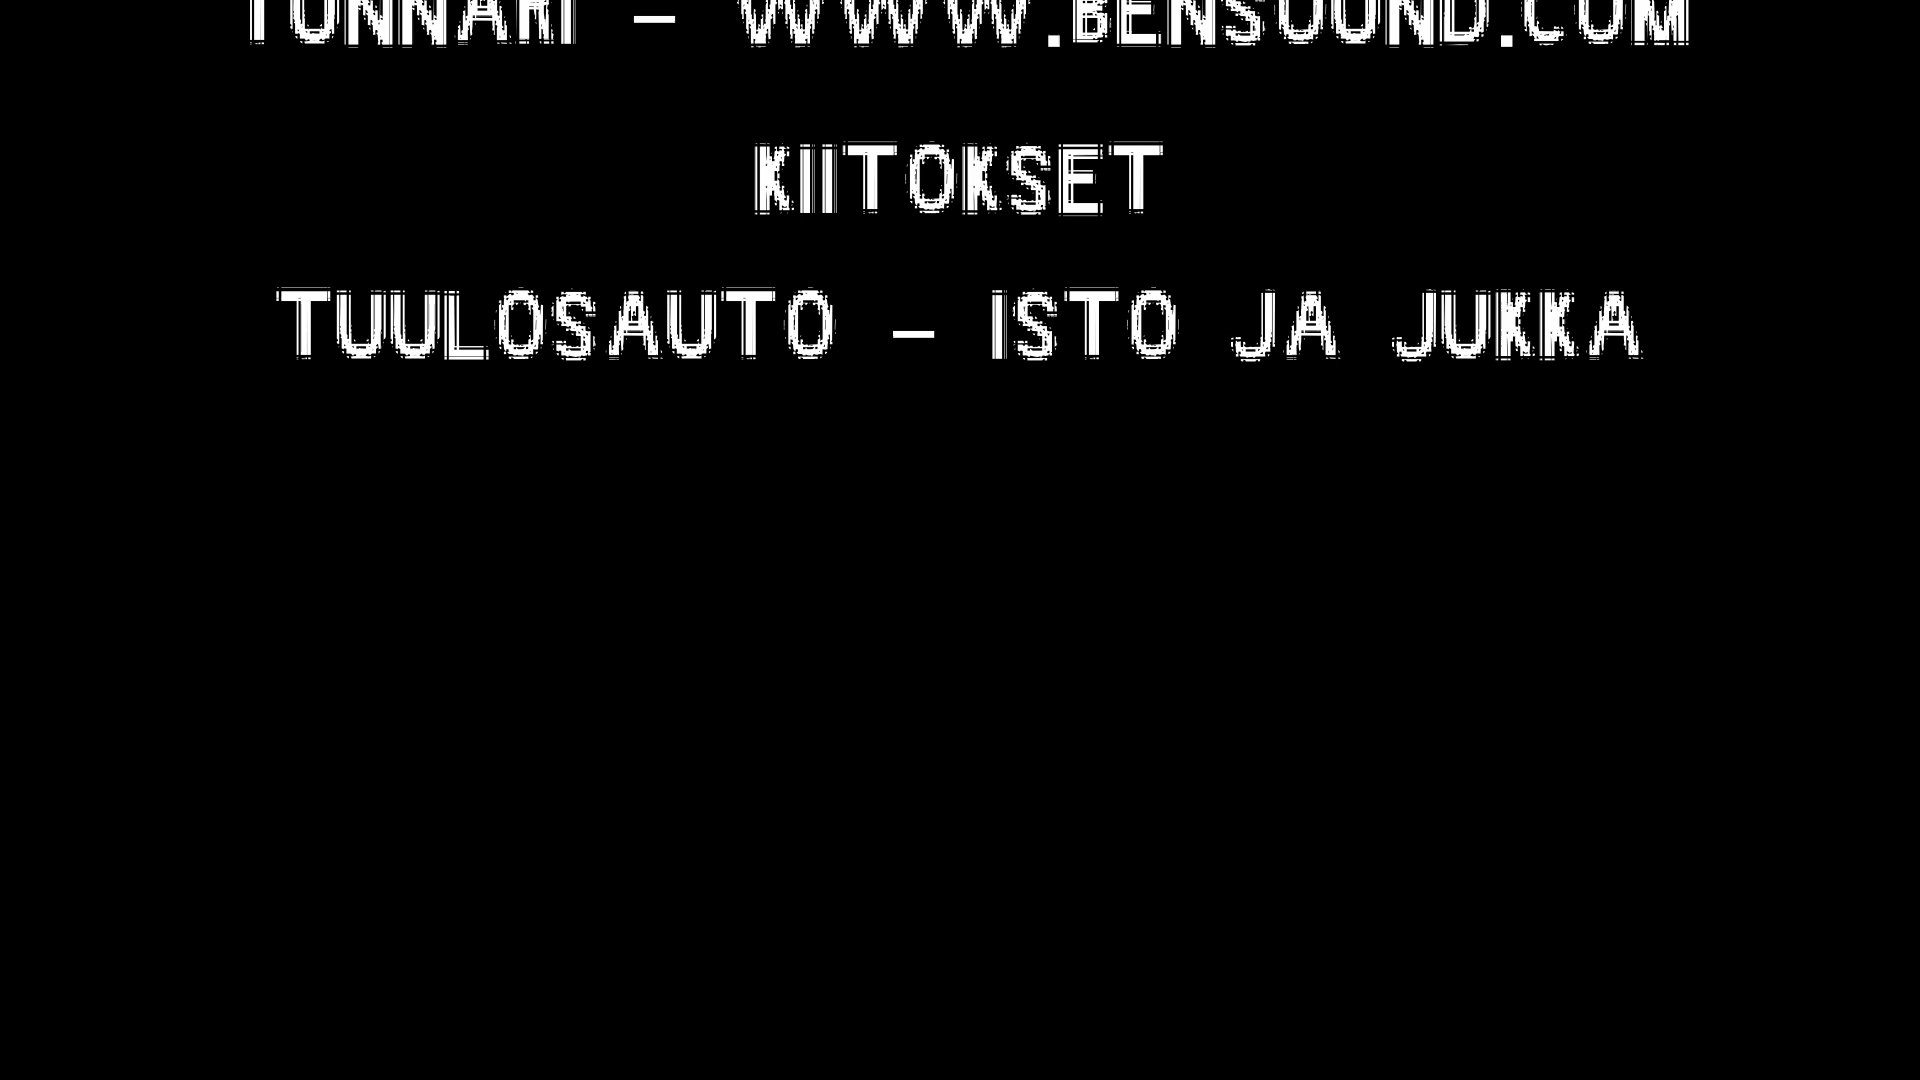 TUNNARI – WWW.BENSOUND.COM
KIITOKSET
TUULOSAUTO – ISTO JA JUKKA